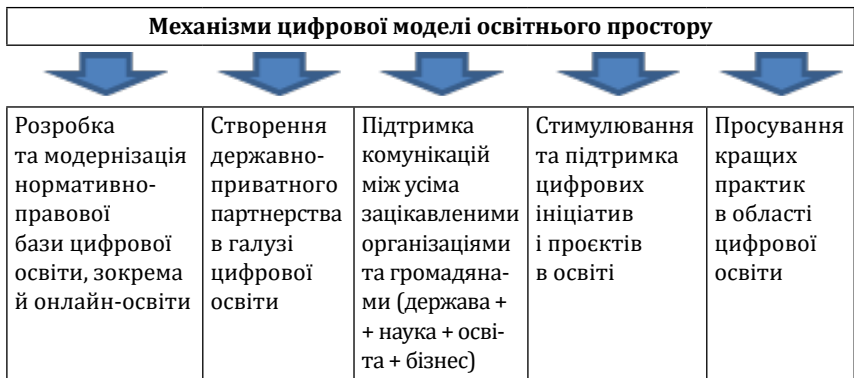 Механізми цифрової моделі освітнього простору
Розробка
та модернізація
нормативно-
правової
бази цифрової
освіти, зокрема
й онлайн-освіти
Створення
державно-
приватного
партнерства
в галузі
цифрової
освіти
Підтримка
комунікацій
між усіма
зацікавленими
організаціями
та громадяна-
ми (держава +
+ наука + осві-
та + бізнес)
Стимулювання
та підтримка
цифрових
ініціатив
і проєктів
в освіті
Просування
кращих
практик
в області
цифрової
освіти